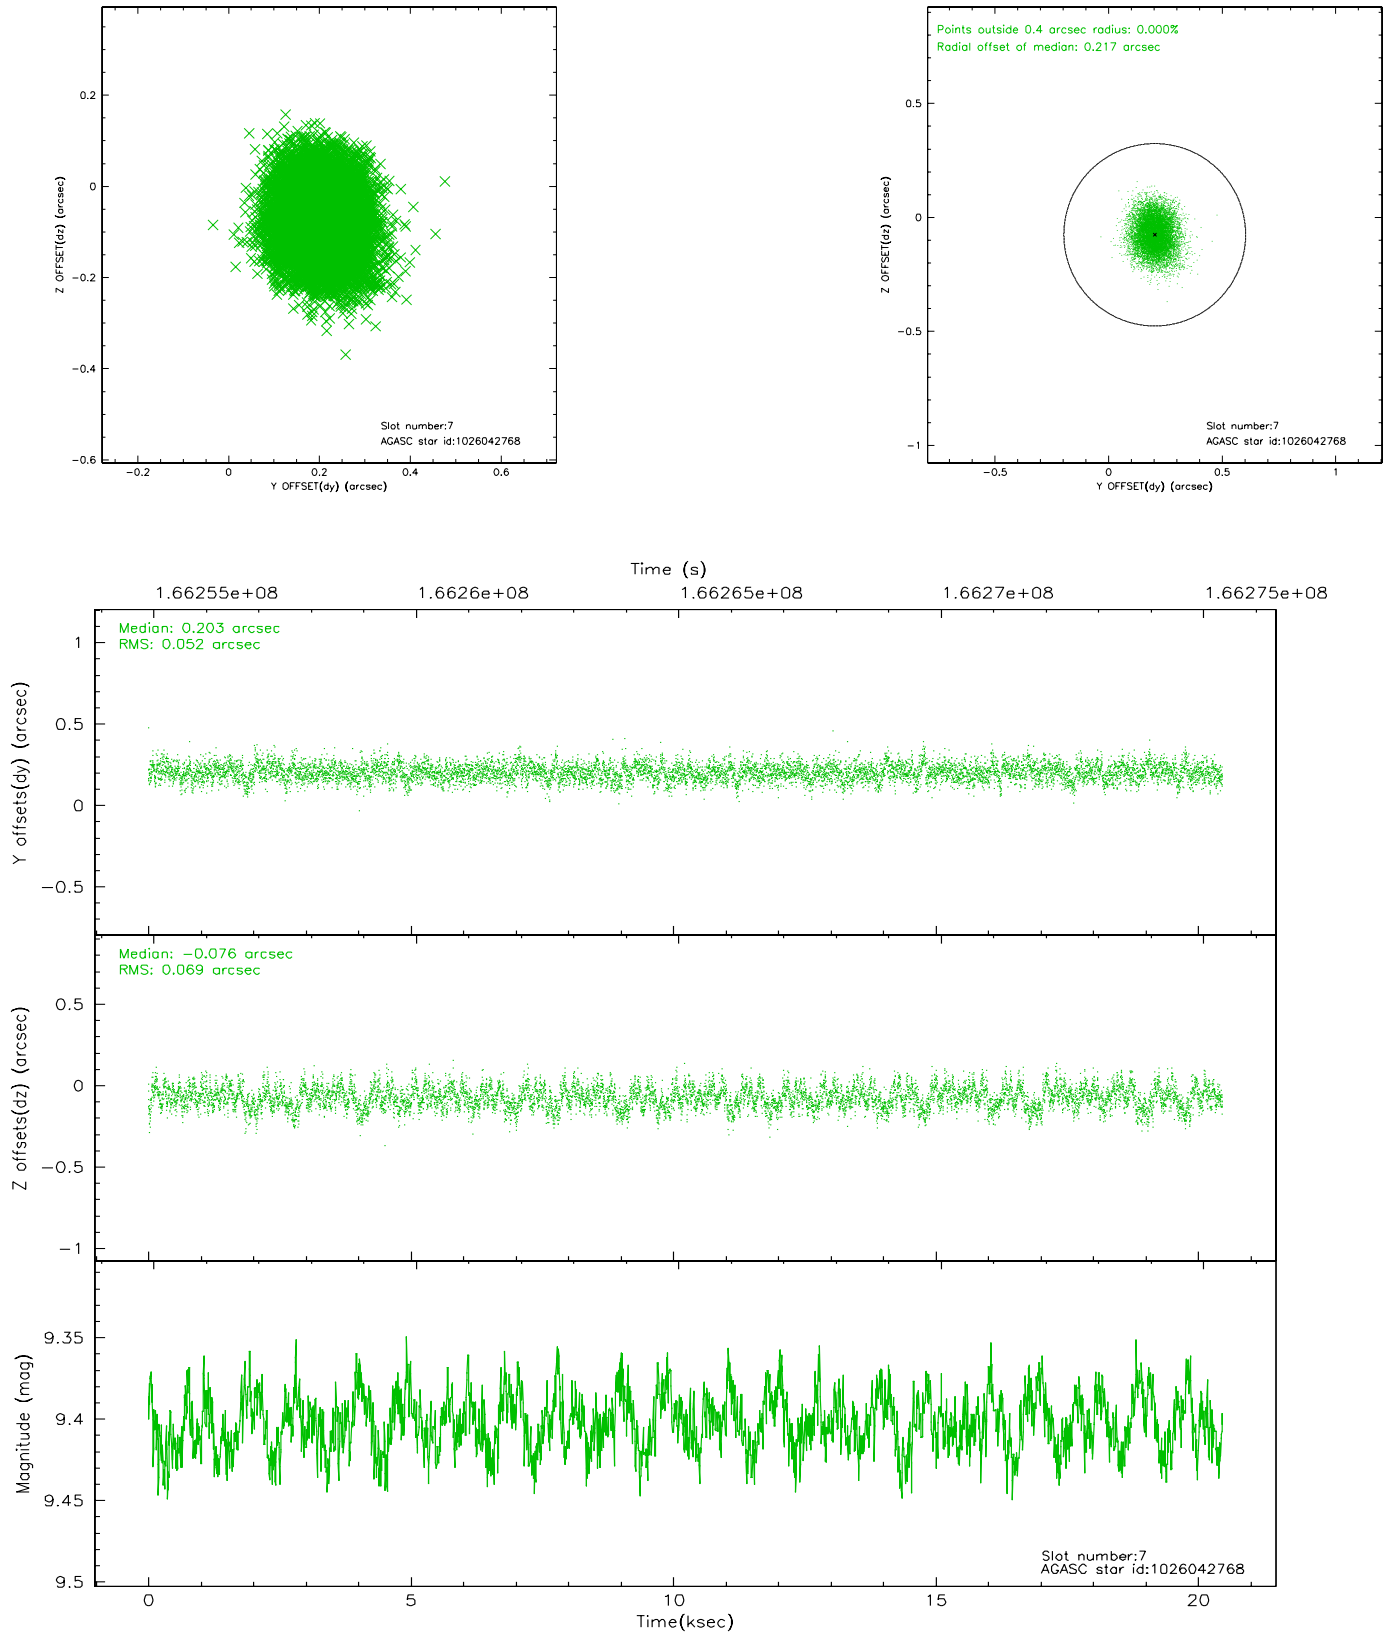 0.2
0
-0.2
-0.4
-0.6
Z OFFSET(dz) (arcsec)
Slot number:7
AGASC star id:1026042768
-0.2 0 0.2 0.4 0.6
Y OFFSET(dy) (arcsec)
Points outside 0.4 arcsec radius: 0.000%
Radial offset of median: 0.217 arcsec
0.5
0
-0.5
-1
Z OFFSET(dz) (arcsec)
Slot number:7
AGASC star id:1026042768
-0.5 0 0.5 1
Y OFFSET(dy) (arcsec)
Time (s)
1.66255e+08 1.6626e+08 1.66265e+08 1.6627e+08 1.66275e+08
Median: 0.203 arcsec
RMS: 0.052 arcsec
1
0.5
0
-0.5
Y offsets(dy) (arcsec)
Median: -0.076 arcsec
RMS: 0.069 arcsec
0.5
0
-0.5
-1
Z offsets(dz) (arcsec)
9.35
9.4
9.45
9.5
Magnitude (mag)
Slot number:7
AGASC star id:1026042768
0 5 10 15 20
Time(ksec)